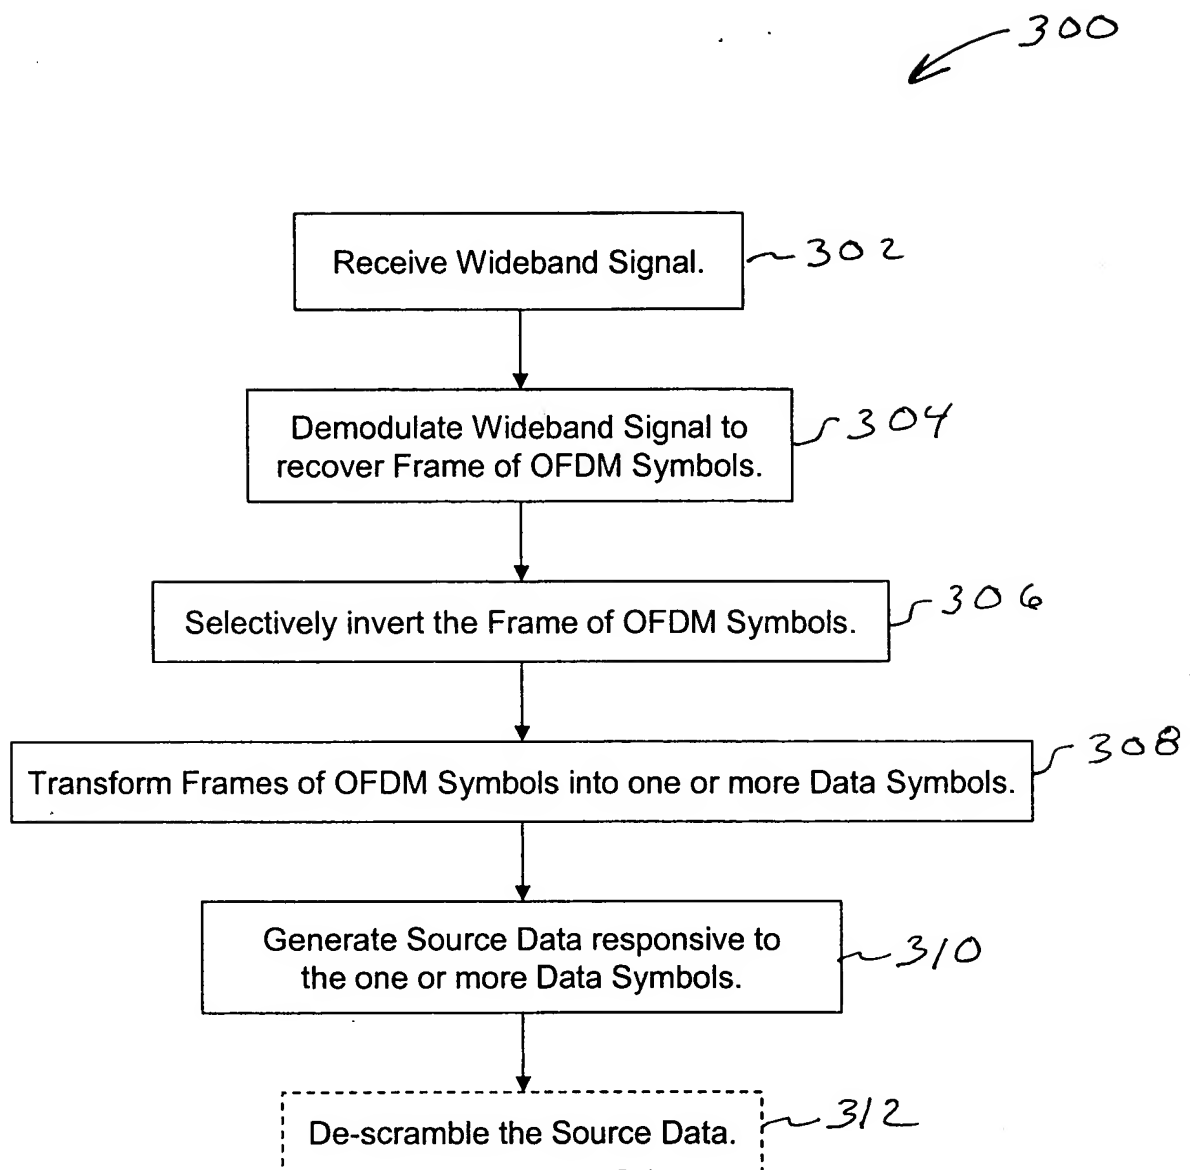 300
Receive Wideband Signal.
302
Demodulate Wideband Signal to
recover Frame of OFDM Symbols.
304
Selectively invert the Frame of OFDM Symbols.
306
Transform Frames of OFDM Symbols into one or more Data Symbols.
308
Generate Source Data responsive to
the one or more Data Symbols.
310
De-scramble the Source Data.
312